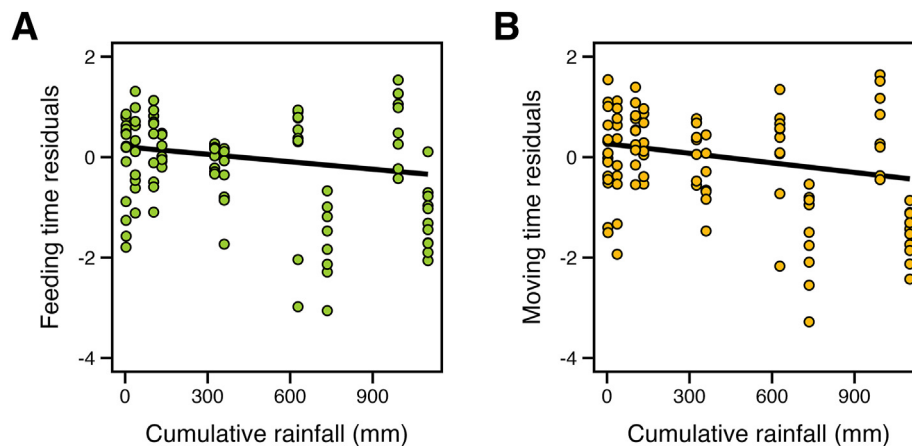 A
Feeding time residuals
2
0
-2
-4
0 300 600 900
Cumulative rainfall (mm)
B
Moving time residuals
2
0
-2
-4
0 300 600 900
Cumulative rainfall (mm)